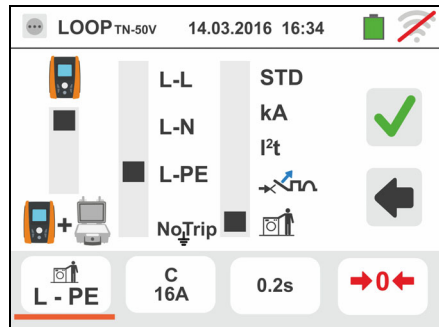 LOOP TN-50V 14.03.2016 16:34
L-L STD
L-N kA
I²t
L-PE
NoTrip
L - PE
C
16A
0.2s
→0←